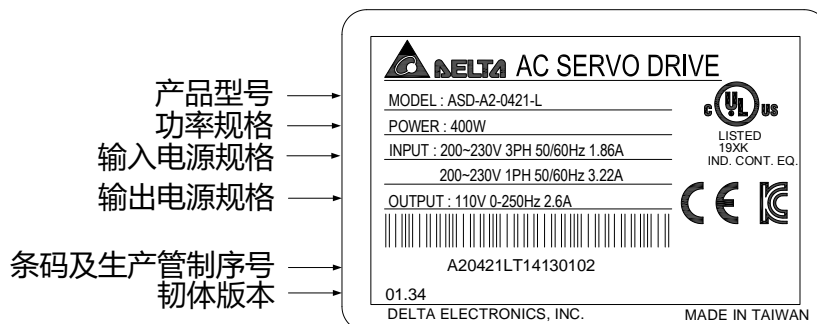 DELTA AC SERVO DRIVE
产品型号
MODEL : ASD-A2-0421-L
功率规格
POWER : 400W
输入电源规格
INPUT : 200~230V 3PH 50/60Hz 1.86A
200~230V 1PH 50/60Hz 3.22A
输出电源规格
OUTPUT : 110V 0-250Hz 2.6A
C UL US
LISTED
19XK
IND. CONT. EQ.
CE KC
条码及生产管制序号
A20421LT14130102
韧体版本
01.34
DELTA ELECTRONICS, INC. MADE IN TAIWAN